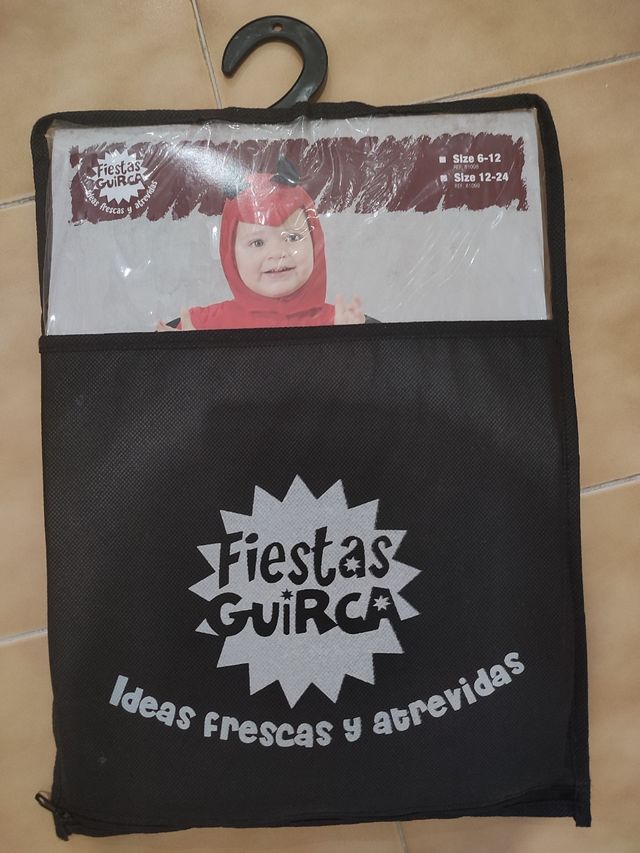 Fiestas
GUiRCA
Ideas frescas y atrevidas
Size 6-12
Size 12-24
Fiestas
GUiRCA
Ideas frescas y atrevidas